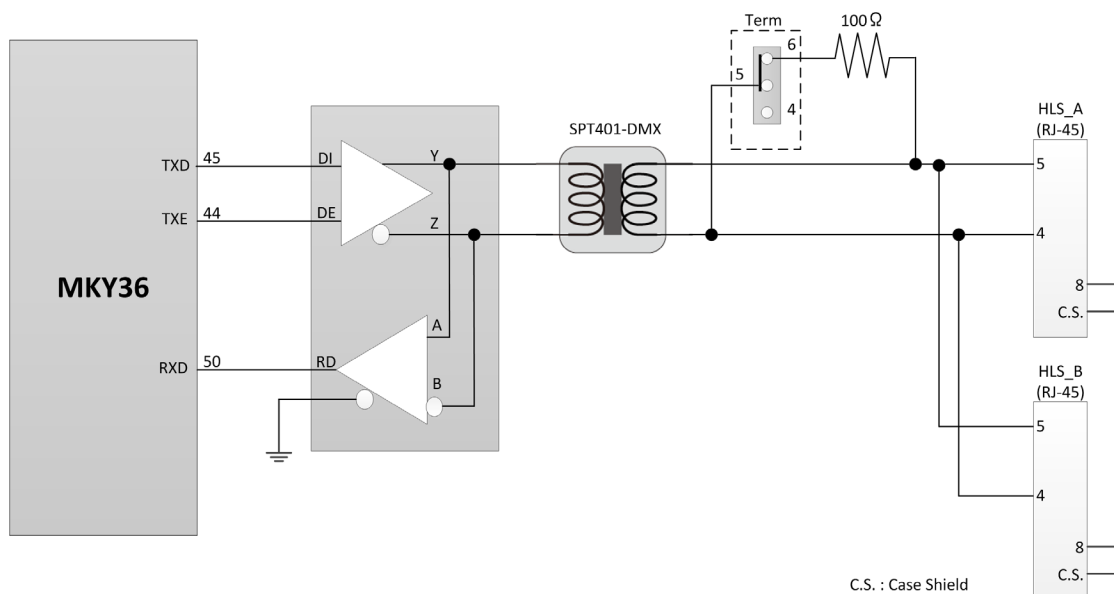 Term
100Ω
6
5
4
HLS_A
(RJ-45)
SPT401-DMX
TXD 45 DI Y 5
TXE 44 DE Z 4
MKY36
8
C.S.
A
RXD 50 RD
B
HLS_B
(RJ-45)
5
4
8
C.S.
C.S. : Case Shield